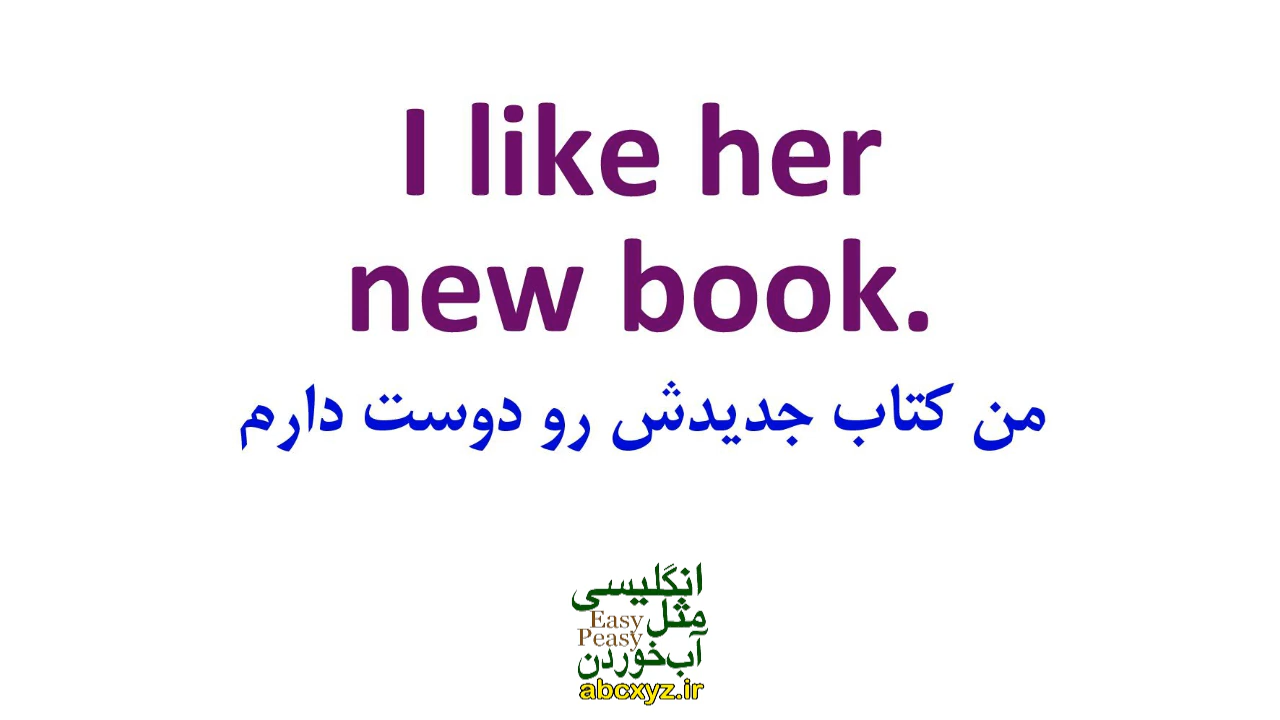 I like her
new book.
من کتاب جدیدش رو دوست دارم
انگلیسی
مثل
Easy
Peasy
آب‌خوردن
abcxyz.ir